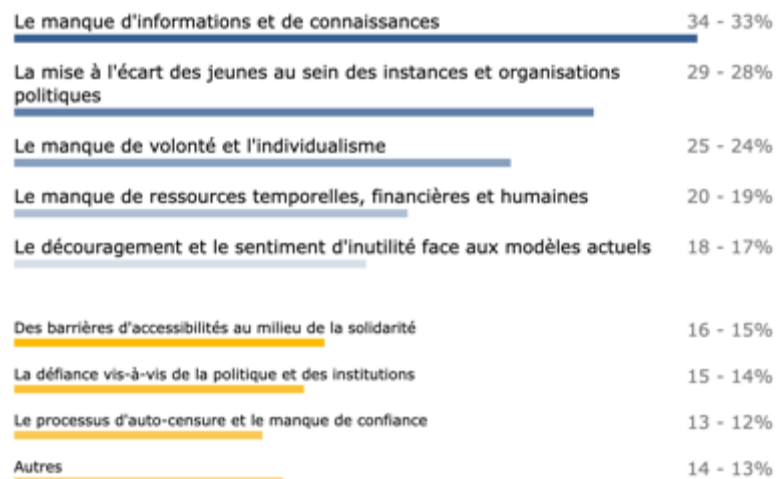 Le manque d'informations et de connaissances 34 - 33%
La mise à l'écart des jeunes au sein des instances et organisations 29 - 28%
politiques
Le manque de volonté et l'individualisme 25 - 24%
Le manque de ressources temporelles, financières et humaines 20 - 19%
Le découragement et le sentiment d'inutilité face aux modèles actuels 18 - 17%
Des barrières d'accessibilités au milieu de la solidarité 16 - 15%
La défiance vis-à-vis de la politique et des institutions 15 - 14%
Le processus d'auto-censure et le manque de confiance 13 - 12%
Autres 14 - 13%